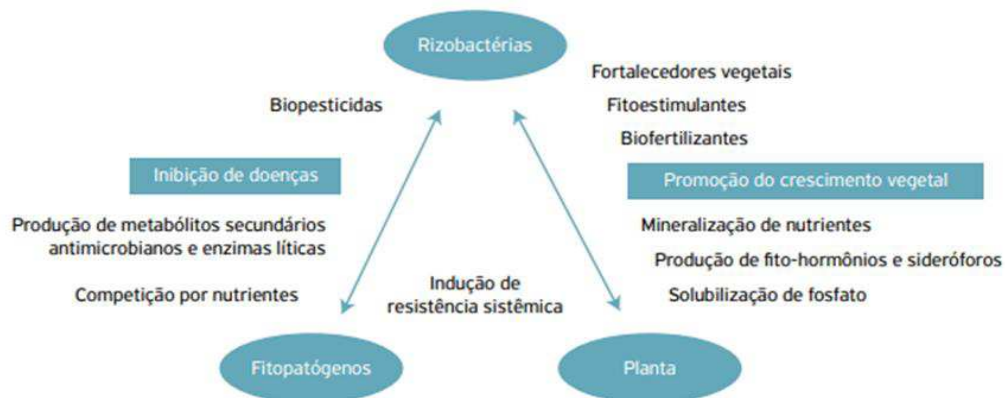 Rizobactérias
Fortalecedores vegetais
Biopesticidas
Fitoestimulantes
Biofertilizantes
Inibição de doenças
Promoção do crescimento vegetal
Produção de metabólitos secundários
antimicrobianos e enzimas líticas
Mineralização de nutrientes
Produção de fito-hormônios e sideróforos
Competição por nutrientes
Indução de
resistência sistêmica
Solubilização de fosfato
Fitopatógenos
Planta